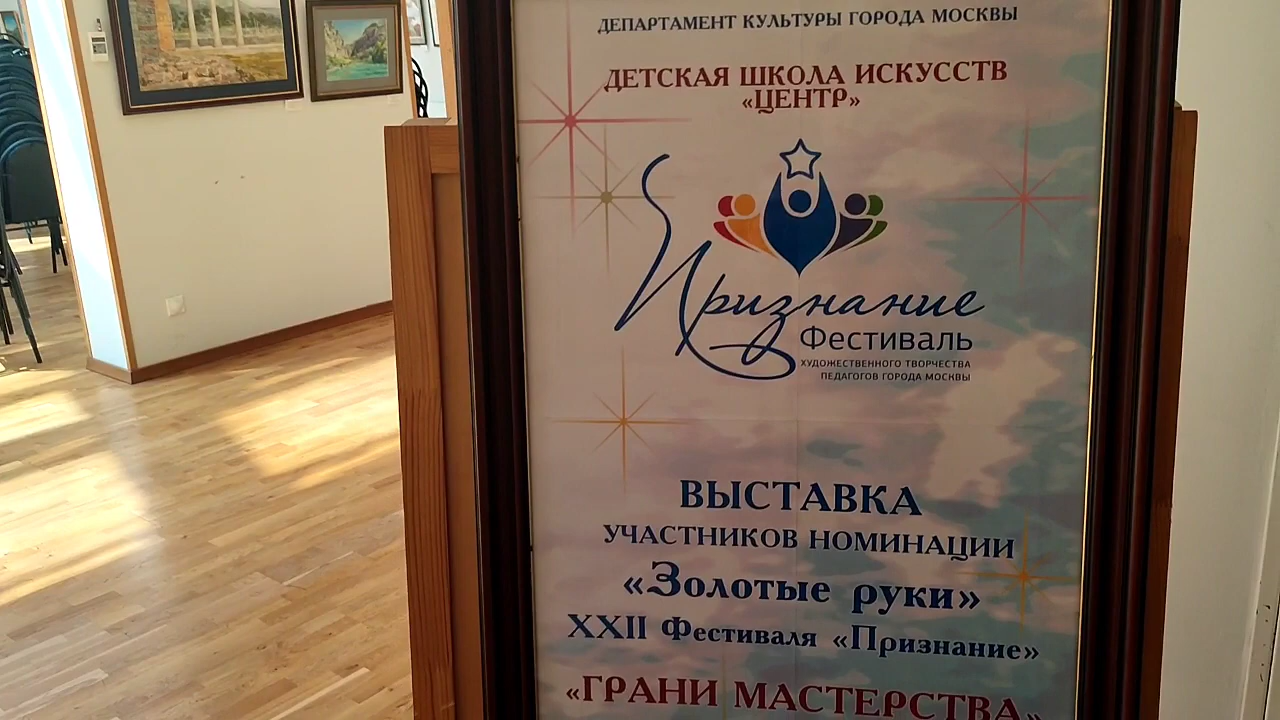 ДЕПАРТАМЕНТ КУЛЬТУРЫ ГОРОДА МОСКВЫ
ДЕТСКАЯ ШКОЛА ИСКУССТВ
«ЦЕНТР»
Признание
Фестиваль
ХУДОЖЕСТВЕННОГО ТВОРЧЕСТВА
ПЕДАГОГОВ ГОРОДА МОСКВЫ
ВЫСТАВКА
УЧАСТНИКОВ НОМИНАЦИИ
«Золотые руки»
XXII Фестиваля «Признание»
«ГРАНИ МАСТЕРСТВА»